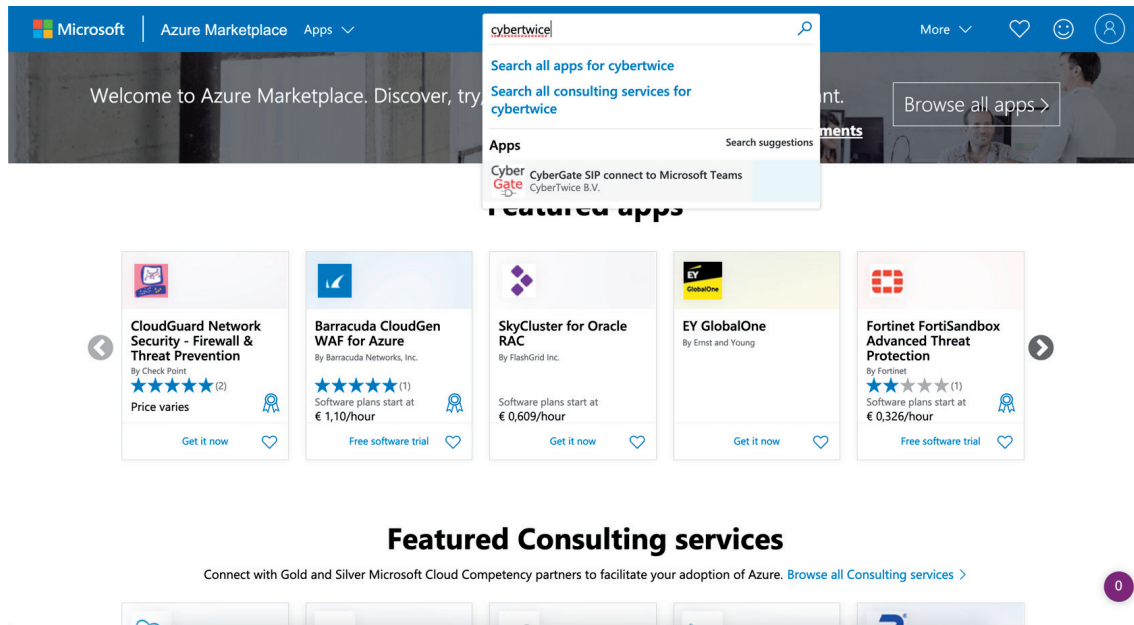 Microsoft
Azure Marketplace
Apps
cybertwice
More
Search all apps for cybertwice
Search all consulting services for
cybertwice
Apps
Search suggestions
Cyber
Gate
CyberGate SIP connect to Microsoft Teams
CyberTwice B.V.
Welcome to Azure Marketplace. Discover, try,
nt.
ments
Browse all apps >
Featured apps
CloudGuard Network
Security - Firewall &
Threat Prevention
By Check Point
(2)
Price varies
Get it now
Barracuda CloudGen
WAF for Azure
By Barracuda Networks, Inc.
(1)
Software plans start at
€ 1,10/hour
Free software trial
SkyCluster for Oracle
RAC
By FlashGrid Inc.
Software plans start at
€ 0,609/hour
Get it now
EY
GlobalOne
EY GlobalOne
By Ernst and Young
Get it now
Fortinet FortiSandbox
Advanced Threat
Protection
By Fortinet
(1)
Software plans start at
€ 0,326/hour
Free software trial
Featured Consulting services
Connect with Gold and Silver Microsoft Cloud Competency partners to facilitate your adoption of Azure. Browse all Consulting services >
0